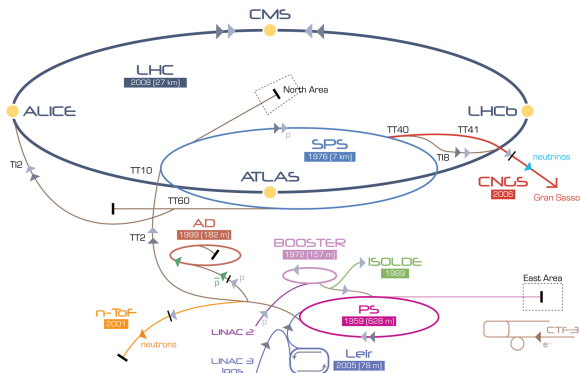 CMS
LHC
2008 (27 km)
North Area
ALICE
LHCb
TT40
TT41
SPS
1976 (7 km)
TI8
TI2
TT10
ATLAS
neutrinos
CNGS
2006
Gran Sasso
TT60
p
AD
1999 (182 m)
TT2
BOOSTER
1972 (157 m)
ISOLDE
1989
p̅
p
East Area
n-ToF
2001
PS
1959 (628 m)
LINAC 2
p
neutrons
CTF-3
e-
LINAC 3
Ions
Leir
2005 (78 m)